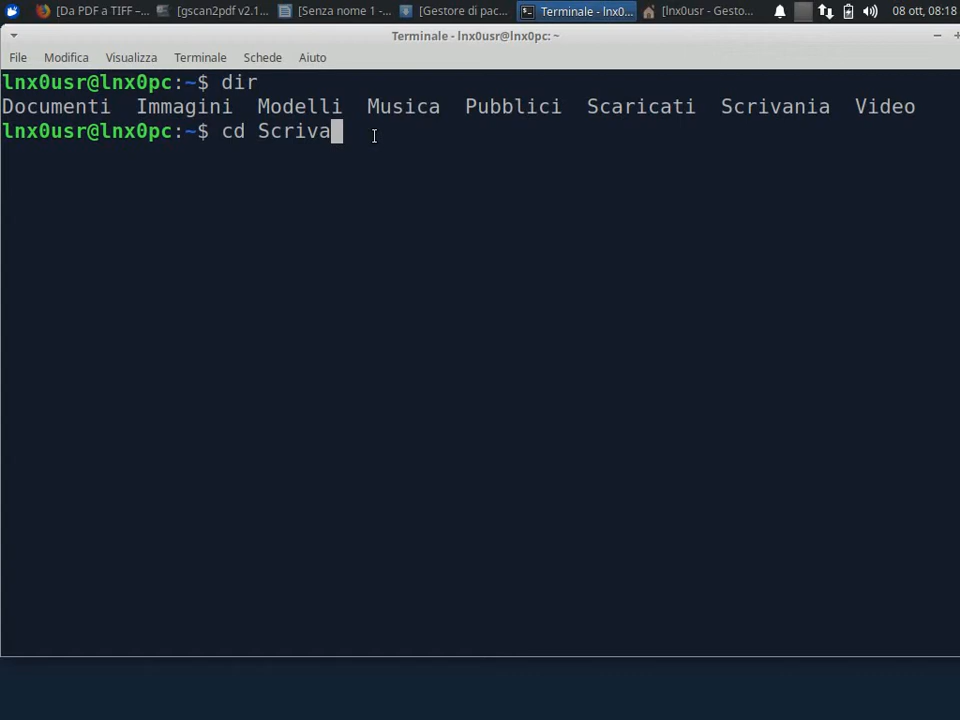 [Da PDF a TIFF –... [gscan2pdf v2.1... [Senza nome 1 -... [Gestore di pac... Terminale - lnx0... [lnx0usr - Gesto... 08 ott, 08:18
Terminale - lnx0usr@lnx0pc: ~
File Modifica Visualizza Terminale Schede Aiuto
lnx0usr@lnx0pc:~$ dir
Documenti Immagini Modelli Musica Pubblici Scaricati Scrivania Video
lnx0usr@lnx0pc:~$ cd Scriva